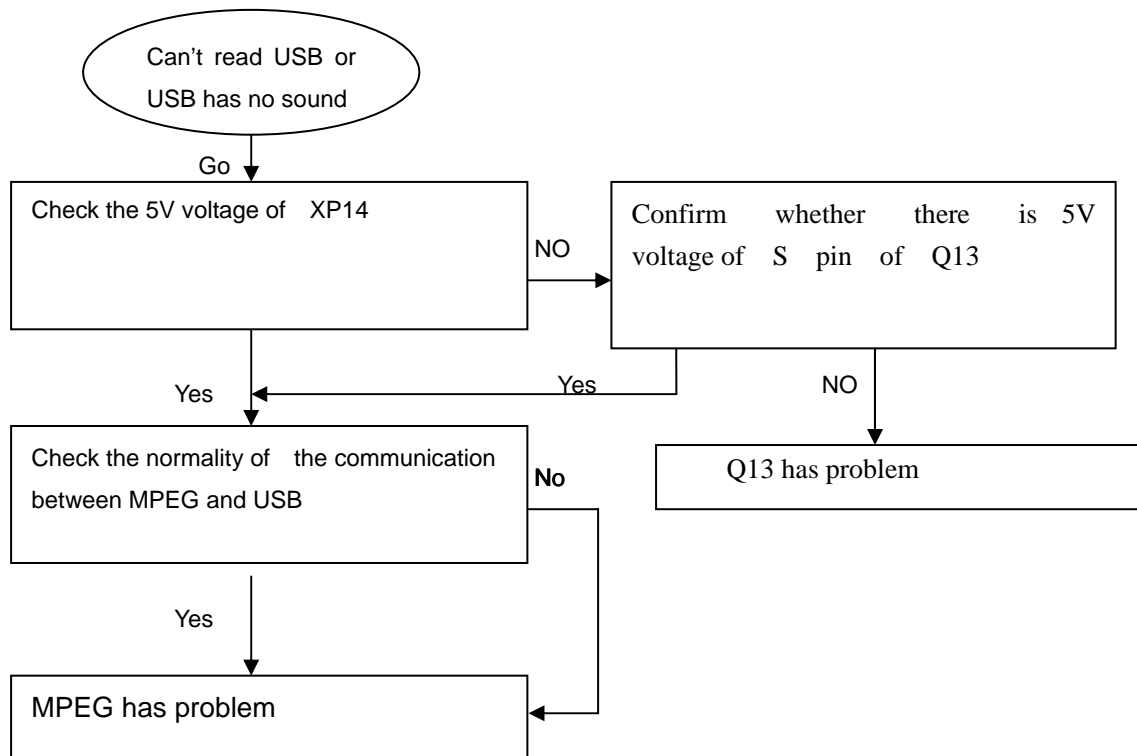 Can’t read USB or
USB has no sound
Go
Check the 5V voltage of XP14
NO
Confirm whether there is 5V
voltage of S pin of Q13
Yes
Yes
NO
Check the normality of the communication
between MPEG and USB
No
Q13 has problem
Yes
MPEG has problem